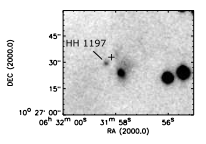 DEC (2000.0)
45"
30"
15"
10° 27' 00"
HH 1197
+
06ʰ 32ᵐ 00ˢ
31ᵐ 58ˢ
56ˢ
RA (2000.0)